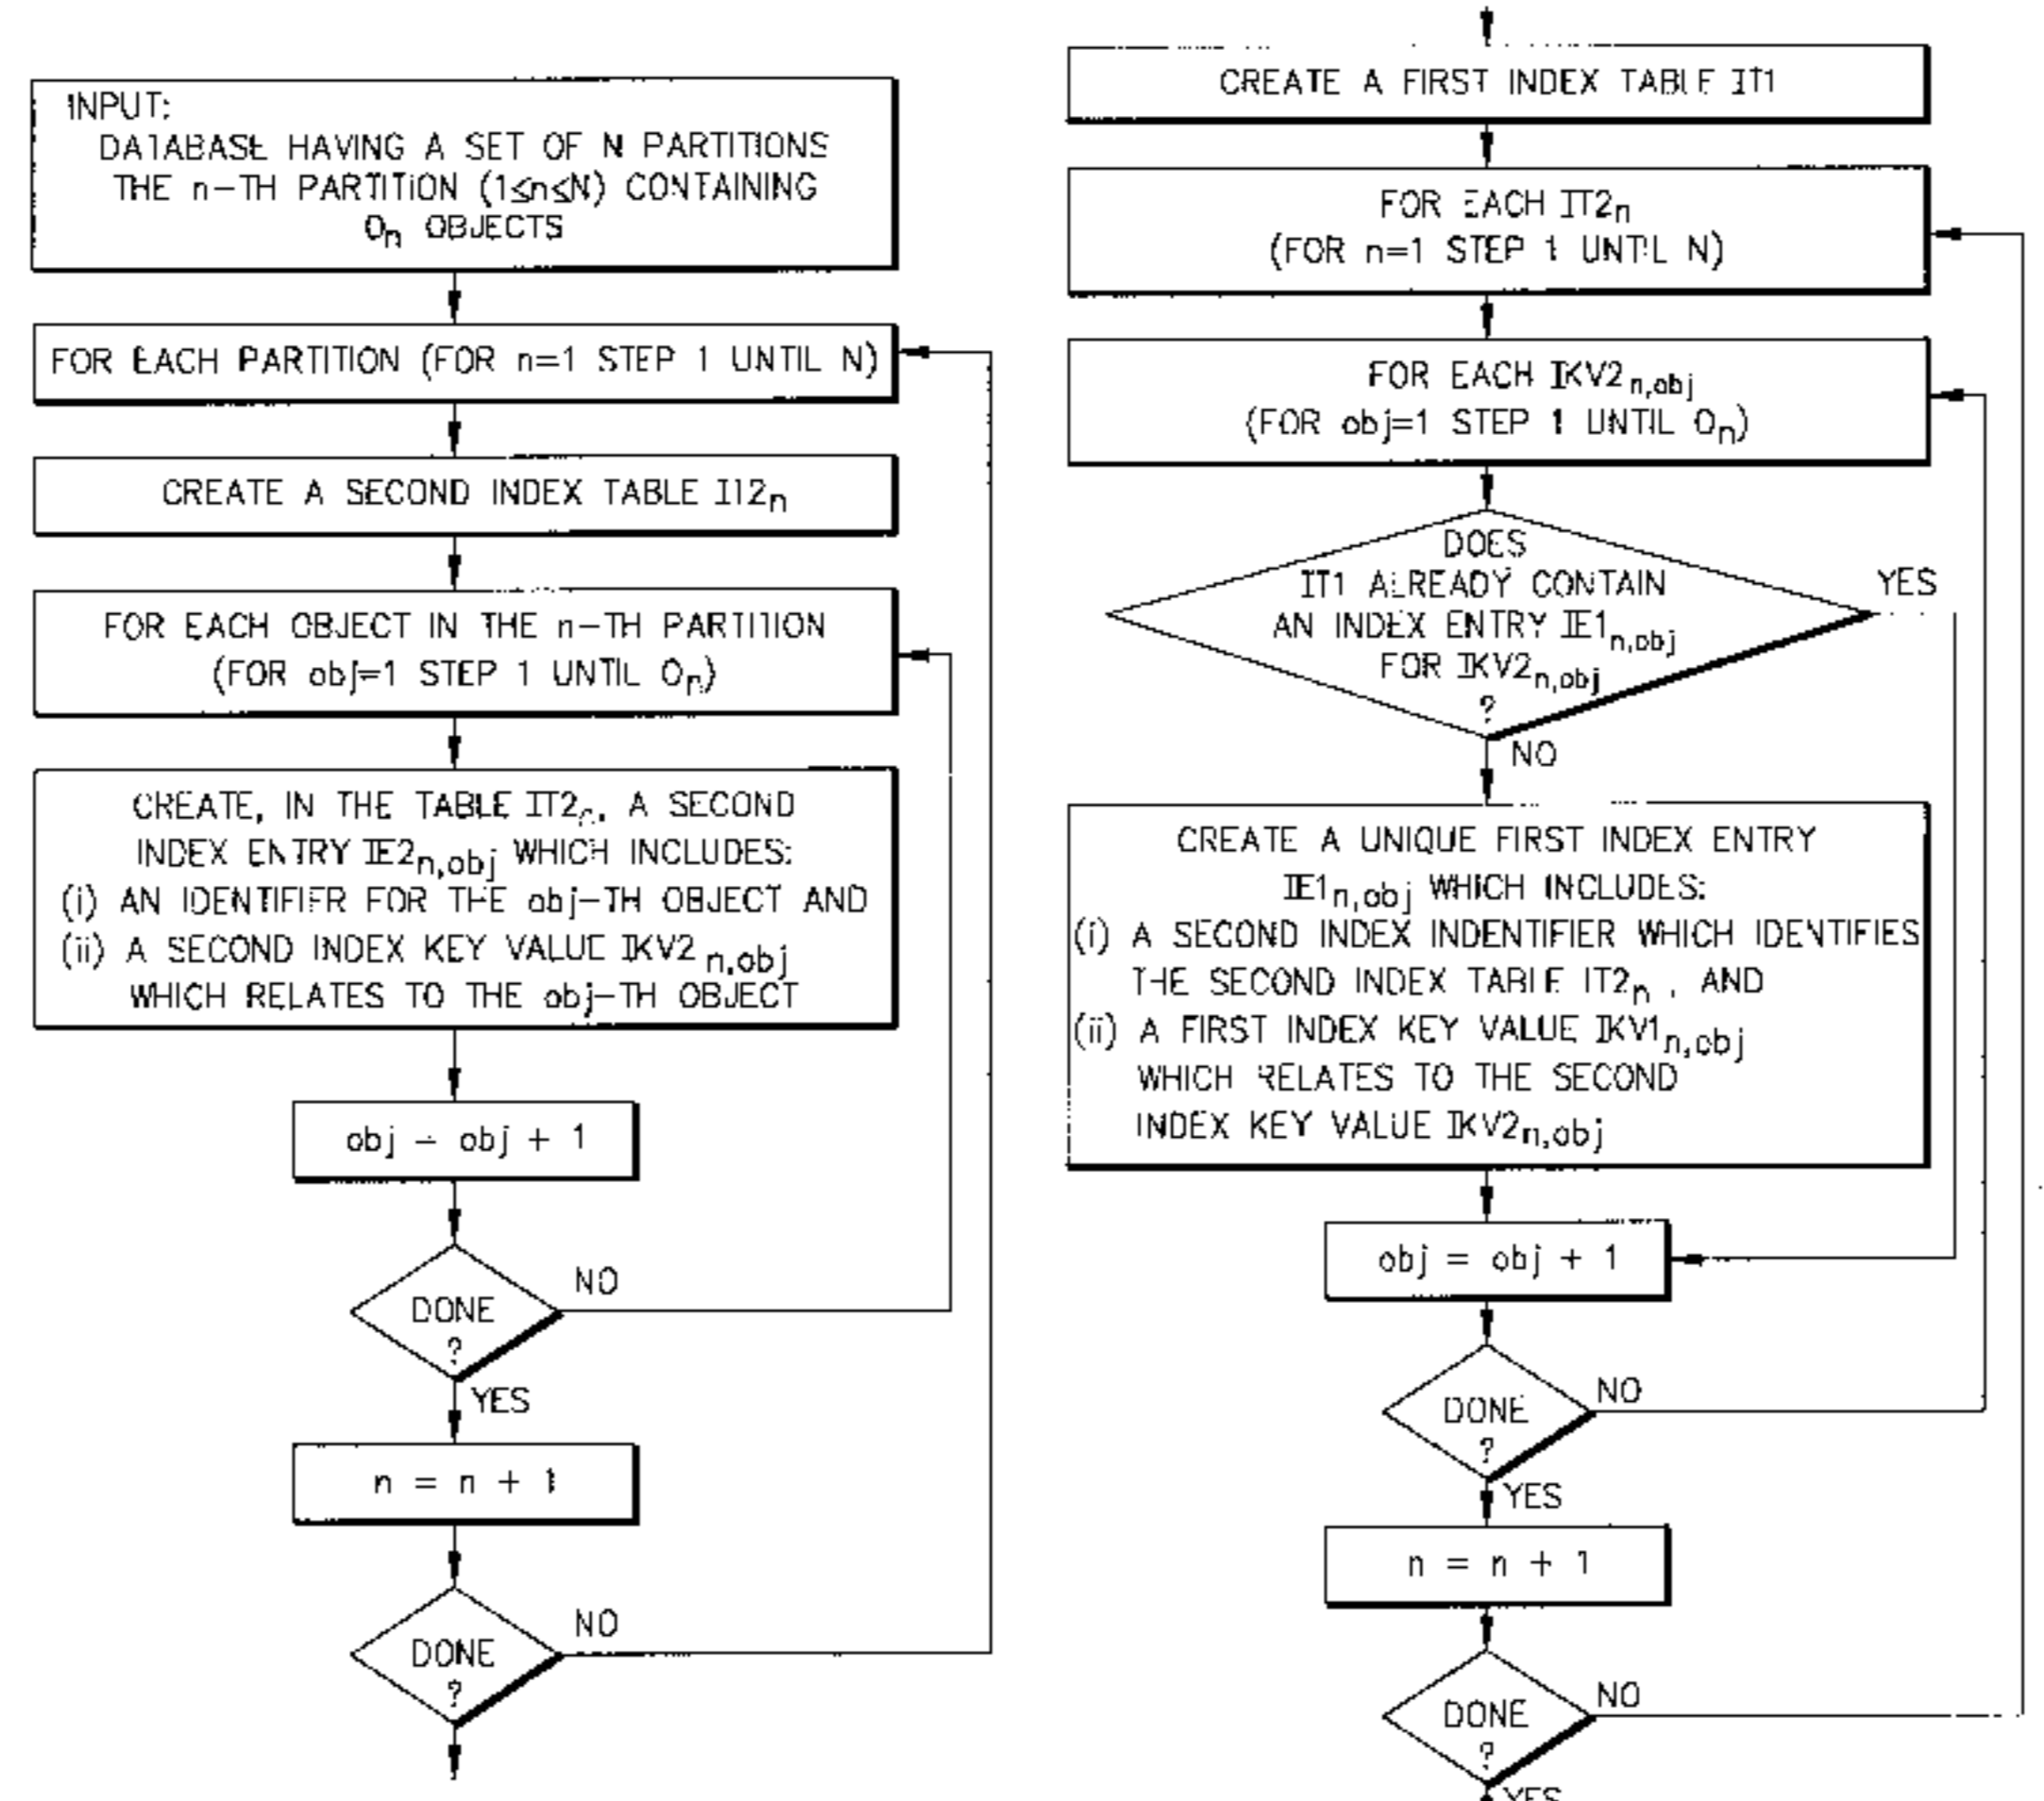 INPUT:
DATABASE HAVING A SET OF N PARTITIONS
THE n-TH PARTITION (1≤n≤N) CONTAINING
On OBJECTS
FOR EACH PARTITION (FOR n=1 STEP 1 UNTIL N)
CREATE A SECOND INDEX TABLE IT2n
FOR EACH OBJECT IN THE n-TH PARTITION
(FOR obj=1 STEP 1 UNTIL On)
CREATE, IN THE TABLE IT2n, A SECOND
INDEX ENTRY IE2n,obj WHICH INCLUDES:
(i) AN IDENTIFIER FOR THE obj-TH OBJECT AND
(ii) A SECOND INDEX KEY VALUE IKV2n,obj
WHICH RELATES TO THE obj-TH OBJECT
obj = obj + 1
DONE
?
NO
YES
n = n + 1
DONE
?
NO
CREATE A FIRST INDEX TABLE IT1
FOR EACH IT2n
(FOR n=1 STEP 1 UNTIL N)
FOR EACH IKV2n,obj
(FOR obj=1 STEP 1 UNTIL On)
DOES
IT1 ALREADY CONTAIN
AN INDEX ENTRY IE1n,obj
FOR IKV2n,obj
?
YES
NO
CREATE A UNIQUE FIRST INDEX ENTRY
IE1n,obj WHICH INCLUDES:
(i) A SECOND INDEX INDENTIFIER WHICH IDENTIFIES
THE SECOND INDEX TABLE IT2n, AND
(ii) A FIRST INDEX KEY VALUE IKV1n,obj
WHICH RELATES TO THE SECOND
INDEX KEY VALUE IKV2n,obj
obj = obj + 1
DONE
?
NO
YES
n = n + 1
DONE
?
NO
YES